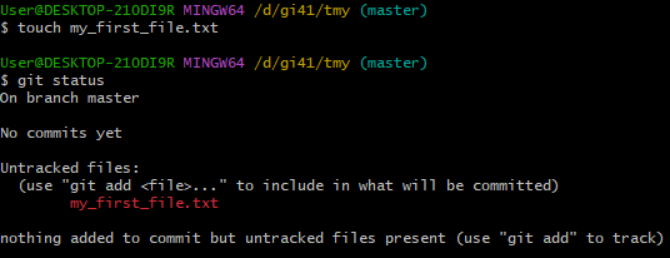 User@DESKTOP-21ODI9R MINGW64 /d/gi41/tmy (master)
$ touch my_first_file.txt
User@DESKTOP-21ODI9R MINGW64 /d/gi41/tmy (master)
$ git status
On branch master
No commits yet
Untracked files:
(use "git add <file>..." to include in what will be committed)
my_first_file.txt
nothing added to commit but untracked files present (use "git add" to track)